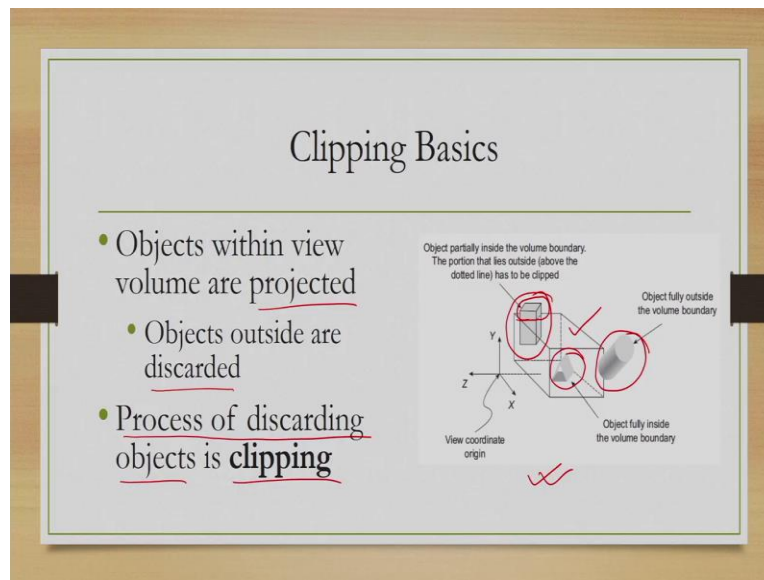 Clipping Basics
• Objects within view
volume are projected
• Objects outside are
discarded
• Process of discarding
objects is clipping
Object partially inside the volume boundary.
The portion that lies outside (above the
dotted line) has to be clipped
Object fully outside
the volume boundary
Y
Z
X
Object fully inside
the volume boundary
View coordinate
origin